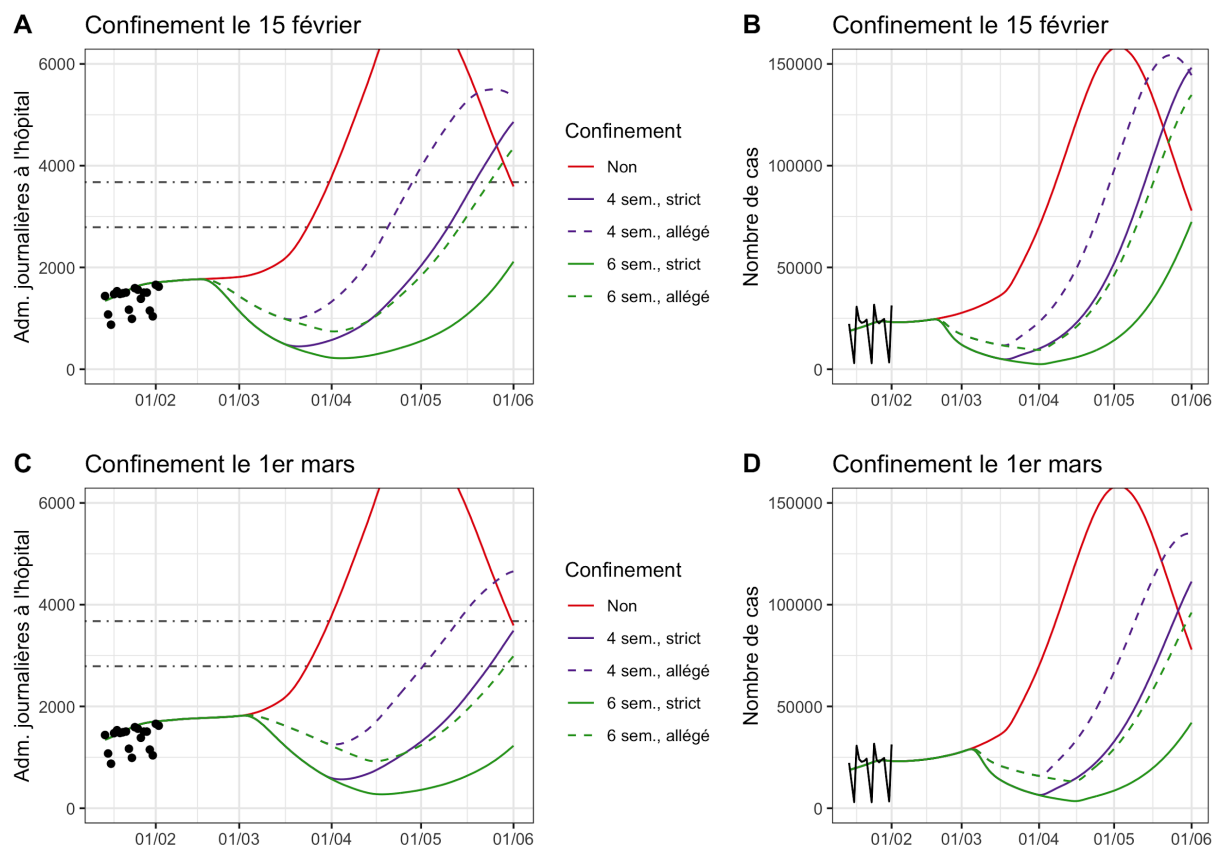 A
Confinement le 15 février
Adm. journalières à l'hôpital
6000
4000
2000
0
01/02
01/03
01/04
01/05
01/06
Confinement
Non
4 sem., strict
4 sem., allégé
6 sem., strict
6 sem., allégé
B
Confinement le 15 février
Nombre de cas
150000
100000
50000
0
01/02
01/03
01/04
01/05
01/06
C
Confinement le 1er mars
Adm. journalières à l'hôpital
6000
4000
2000
0
01/02
01/03
01/04
01/05
01/06
Confinement
Non
4 sem., strict
4 sem., allégé
6 sem., strict
6 sem., allégé
D
Confinement le 1er mars
Nombre de cas
150000
100000
50000
0
01/02
01/03
01/04
01/05
01/06